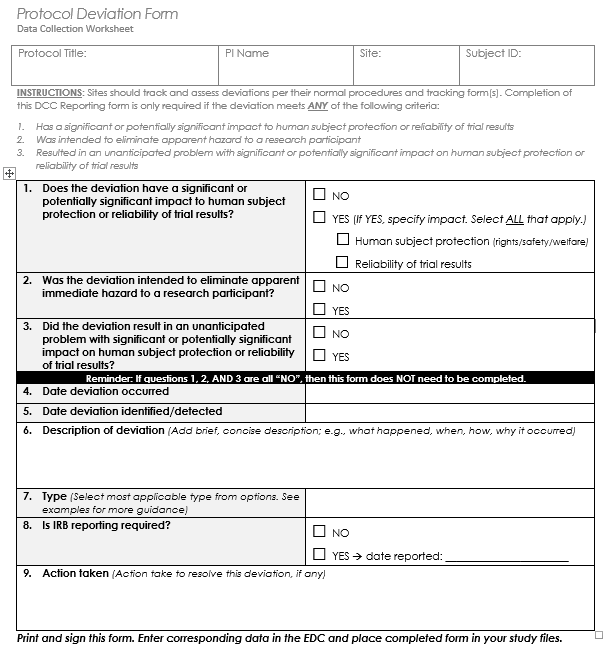 Protocol Deviation Form
Data Collection Worksheet
Protocol Title: PI Name Site: Subject ID:
INSTRUCTIONS: Sites should track and assess deviations per their normal procedures and tracking form(s). Completion of
this DCC Reporting form is only required if the deviation meets ANY of the following criteria:
1. Has a significant or potentially significant impact to human subject protection or reliability of trial results
2. Was intended to eliminate apparent hazard to a research participant
3. Resulted in an unanticipated problem with significant or potentially significant impact on human subject protection or
reliability of trial results
1. Does the deviation have a significant or
potentially significant impact to human subject
protection or reliability of trial results?
☐ NO
☐ YES (If YES, specify impact. Select ALL that apply.)
☐ Human subject protection (rights/safety/welfare)
☐ Reliability of trial results
2. Was the deviation intended to eliminate apparent
immediate hazard to a research participant?
☐ NO
☐ YES
3. Did the deviation result in an unanticipated
problem with significant or potentially significant
impact on human subject protection or reliability
of trial results?
☐ NO
☐ YES
Reminder: If questions 1, 2, AND 3 are all “NO”, then this form does NOT need to be completed.
4. Date deviation occurred
5. Date deviation identified/detected
6. Description of deviation (Add brief, concise description; e.g., what happened, when, how, why it occurred)
7. Type (Select most applicable type from options. See
examples for more guidance)
8. Is IRB reporting required?
☐ NO
☐ YES → date reported: ____________________
9. Action taken (Action take to resolve this deviation, if any)
Print and sign this form. Enter corresponding data in the EDC and place completed form in your study files.